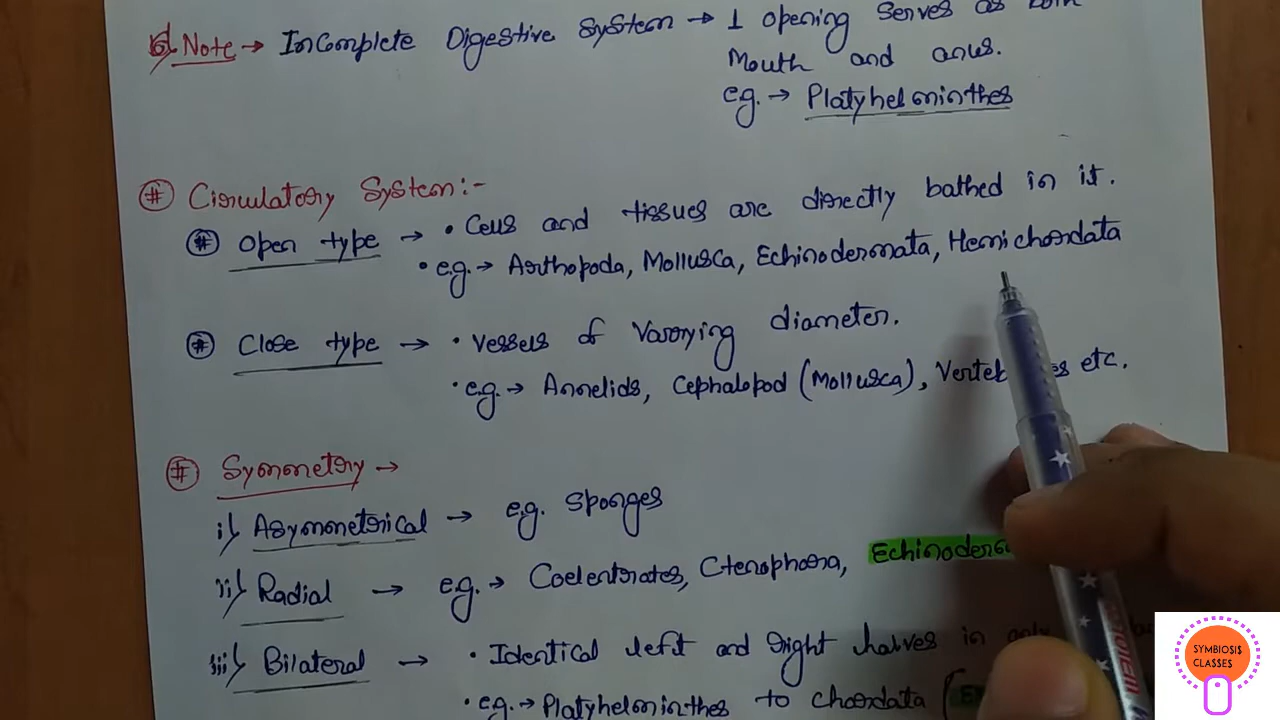 6) Note → Incomplete Digestive System → 1 opening serves as both
Mouth and anus.
e.g. → Platyhelminthes
# Circulatory System:-
# Open type → • Cells and tissues are directly bathed in it.
• e.g. → Arthopoda, Mollusca, Echinodermata, Hemichordata
* Close type → • Vessels of Varying diameter.
• e.g. → Annelids, Cephalopod (Mollusca), Vertebrates etc.
# Symmetry →
i) Asymmetrical → e.g. Sponges
ii) Radial → e.g. → Coelentrates, Ctenophora, Echinoderm
iii) Bilateral → • Identical left and right halves in only
• e.g. → Platyhelminthes to chordata (
SYMBIOSIS
CLASSES